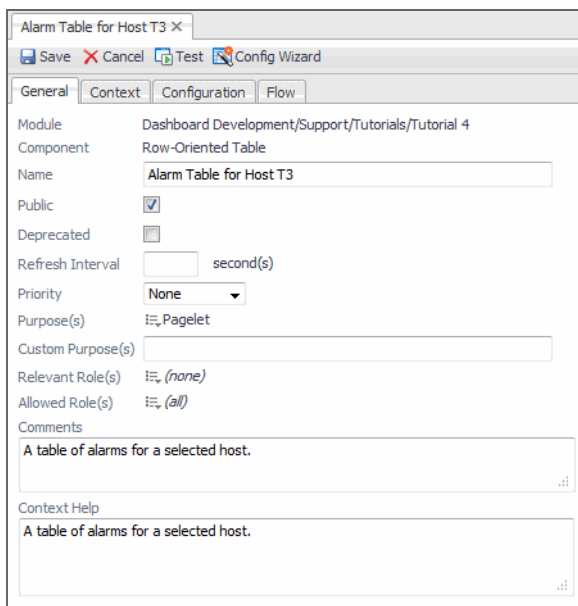 Alarm Table for Host T3
Save Cancel Test Config Wizard
General Context Configuration Flow
Module Dashboard Development/Support/Tutorials/Tutorial 4
Component Row-Oriented Table
Name Alarm Table for Host T3
Public
Deprecated
Refresh Interval second(s)
Priority None
Purpose(s) Pagelet
Custom Purpose(s)
Relevant Role(s) (none)
Allowed Role(s) (all)
Comments
A table of alarms for a selected host.
Context Help
A table of alarms for a selected host.